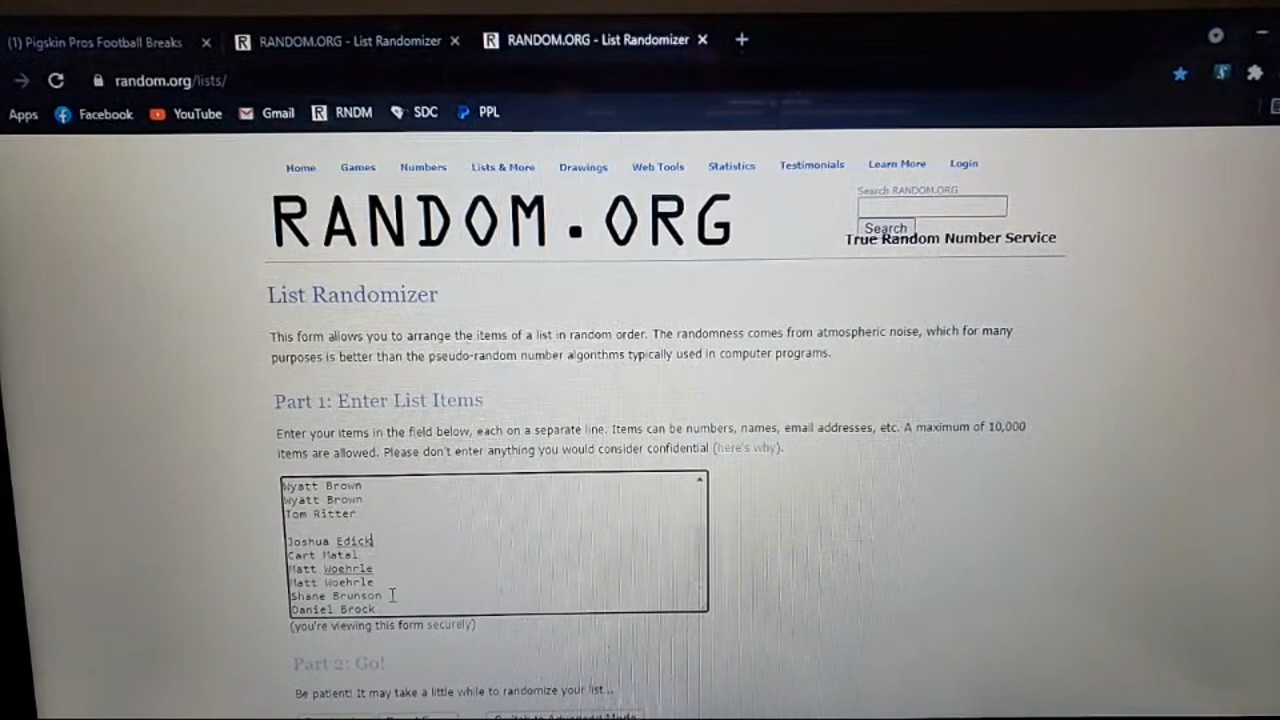 (1) Pigskin Pros Football Breaks × RANDOM.ORG - List Randomizer × RANDOM.ORG - List Randomizer × +
random.org/lists/
Apps Facebook YouTube Gmail RNDM SDC PPL
Home Games Numbers Lists & More Drawings Web Tools Statistics Testimonials Learn More Login
RANDOM.ORG
Search RANDOM.ORG
Search
True Random Number Service
List Randomizer
This form allows you to arrange the items of a list in random order. The randomness comes from atmospheric noise, which for many
purposes is better than the pseudo-random number algorithms typically used in computer programs.
Part 1: Enter List Items
Enter your items in the field below, each on a separate line. Items can be numbers, names, email addresses, etc. A maximum of 10,000
items are allowed. Please don't enter anything you would consider confidential (here's why).
Wyatt Brown
Wyatt Brown
Tom Ritter
Joshua Edick
Cart Matel
Matt Woehrle
Matt Woehrle
Shane Brunson
Daniel Brock
(you're viewing this form securely)
Part 2: Go!
Be patient! It may take a little while to randomize your list...
Switch to Advanced Mode